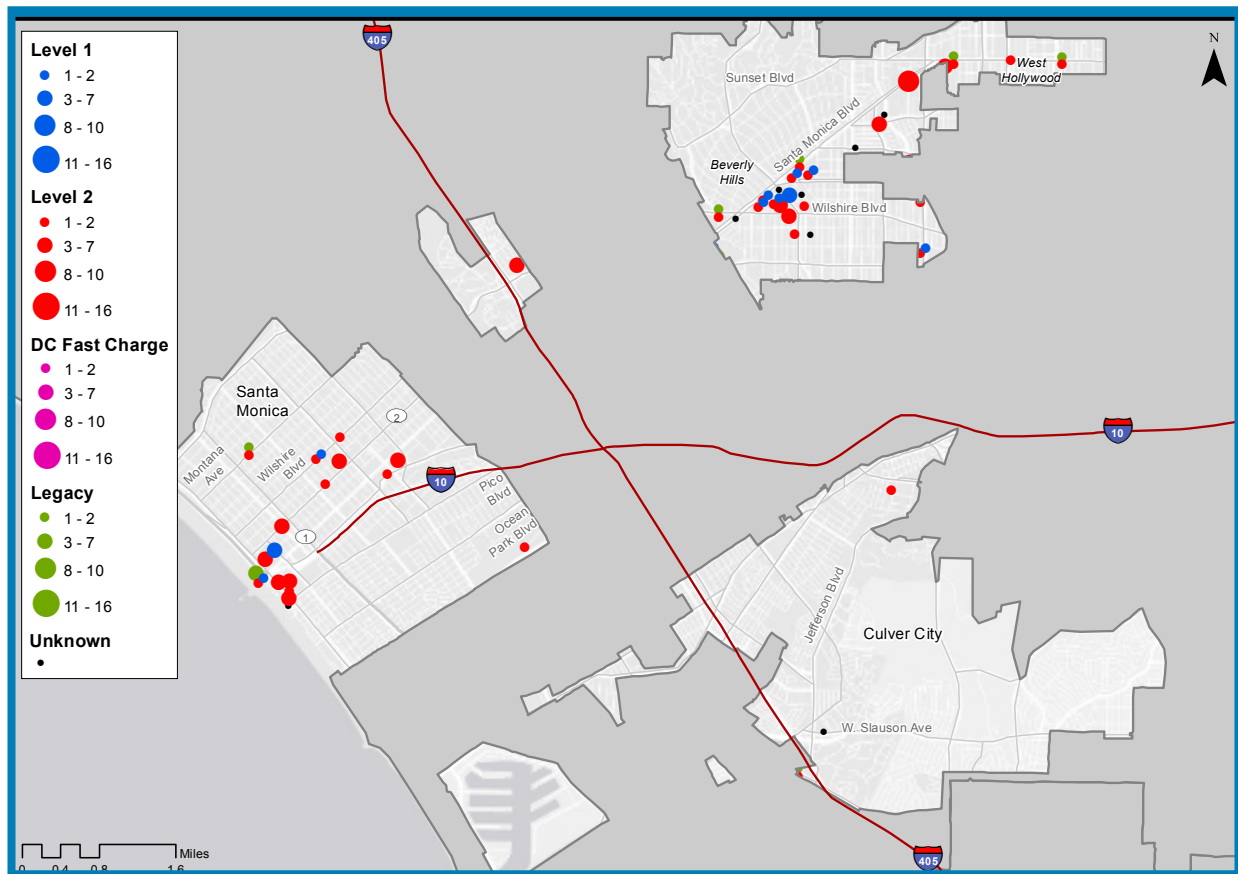 Level 1
1 - 2
3 - 7
8 - 10
11 - 16
Level 2
1 - 2
3 - 7
8 - 10
11 - 16
DC Fast Charge
1 - 2
3 - 7
8 - 10
11 - 16
Legacy
1 - 2
3 - 7
8 - 10
11 - 16
Unknown
405
N
Sunset Blvd
West
Hollywood
Santa Monica Blvd
Beverly
Hills
Wilshire Blvd
Santa
Monica
2
Montana
Ave
Wilshire
Blvd
10
10
Pico
Blvd
1
Ocean
Park Blvd
Jefferson Blvd
Culver City
W. Slauson Ave
405
Miles
0 0.4 0.8 1.6